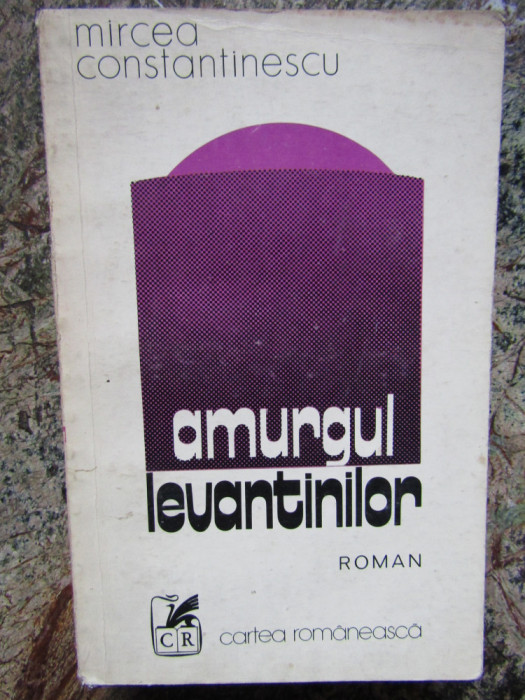 mircea
constantinescu
amurgul
levantinilor
ROMAN
CR
cartea românească